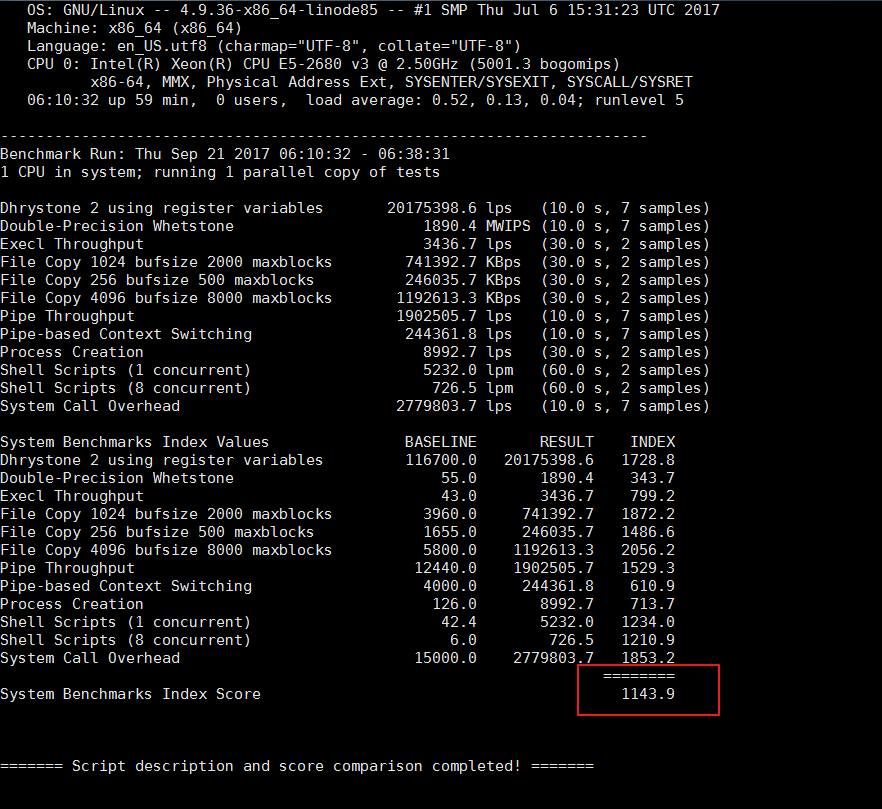 OS: GNU/Linux -- 4.9.36-x86_64-linode85 -- #1 SMP Thu Jul 6 15:31:23 UTC 2017
Machine: x86_64 (x86_64)
Language: en_US.utf8 (charmap="UTF-8", collate="UTF-8")
CPU 0: Intel(R) Xeon(R) CPU E5-2680 v3 @ 2.50GHz (5001.3 bogomips)
x86-64, MMX, Physical Address Ext, SYSENTER/SYSEXIT, SYSCALL/SYSRET
06:10:32 up 59 min,  0 users,  load average: 0.52, 0.13, 0.04; runlevel 5
------------------------------------------------------------------------
Benchmark Run: Thu Sep 21 2017 06:10:32 - 06:38:31
1 CPU in system; running 1 parallel copy of tests
Dhrystone 2 using register variables       20175398.6 lps   (10.0 s, 7 samples)
Double-Precision Whetstone                     1890.4 MWIPS (10.0 s, 7 samples)
Execl Throughput                               3436.7 lps   (30.0 s, 2 samples)
File Copy 1024 bufsize 2000 maxblocks        741392.7 KBps  (30.0 s, 2 samples)
File Copy 256 bufsize 500 maxblocks          246035.7 KBps  (30.0 s, 2 samples)
File Copy 4096 bufsize 8000 maxblocks       1192613.3 KBps  (30.0 s, 2 samples)
Pipe Throughput                             1902505.7 lps   (10.0 s, 7 samples)
Pipe-based Context Switching                 244361.8 lps   (10.0 s, 7 samples)
Process Creation                               8992.7 lps   (30.0 s, 2 samples)
Shell Scripts (1 concurrent)                   5232.0 lpm   (60.0 s, 2 samples)
Shell Scripts (8 concurrent)                    726.5 lpm   (60.0 s, 2 samples)
System Call Overhead                        2779803.7 lps   (10.0 s, 7 samples)
System Benchmarks Index Values               BASELINE       RESULT    INDEX
Dhrystone 2 using register variables         116700.0   20175398.6   1728.8
Double-Precision Whetstone                       55.0       1890.4    343.7
Execl Throughput                                 43.0       3436.7    799.2
File Copy 1024 bufsize 2000 maxblocks          3960.0     741392.7   1872.2
File Copy 256 bufsize 500 maxblocks            1655.0     246035.7   1486.6
File Copy 4096 bufsize 8000 maxblocks          5800.0    1192613.3   2056.2
Pipe Throughput                               12440.0    1902505.7   1529.3
Pipe-based Context Switching                   4000.0     244361.8    610.9
Process Creation                                126.0       8992.7    713.7
Shell Scripts (1 concurrent)                     42.4       5232.0   1234.0
Shell Scripts (8 concurrent)                      6.0        726.5   1210.9
System Call Overhead                          15000.0    2779803.7   1853.2
========
System Benchmarks Index Score                                        1143.9
======= Script description and score comparison completed! =======